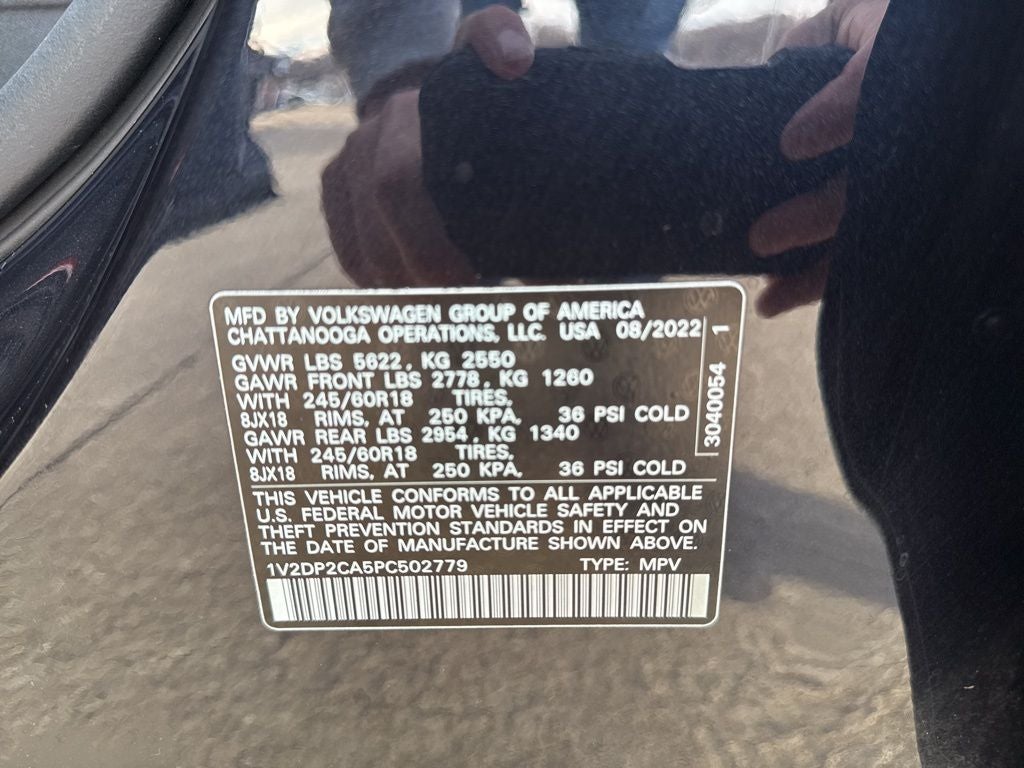 MFD BY VOLKSWAGEN GROUP OF AMERICA
CHATTANOOGA OPERATIONS, LLC. USA 08/2022
GVWR LBS 5622, KG 2550
GAWR FRONT LBS 2778, KG 1260
WITH 245/60R18 TIRES,
8JX18 RIMS, AT 250 KPA, 36 PSI COLD
GAWR REAR LBS 2954, KG 1340
WITH 245/60R18 TIRES,
8JX18 RIMS, AT 250 KPA, 36 PSI COLD
3040054 1
THIS VEHICLE CONFORMS TO ALL APPLICABLE
U.S. FEDERAL MOTOR VEHICLE SAFETY AND
THEFT PREVENTION STANDARDS IN EFFECT ON
THE DATE OF MANUFACTURE SHOWN ABOVE.
1V2DP2CA5PC502779 TYPE: MPV